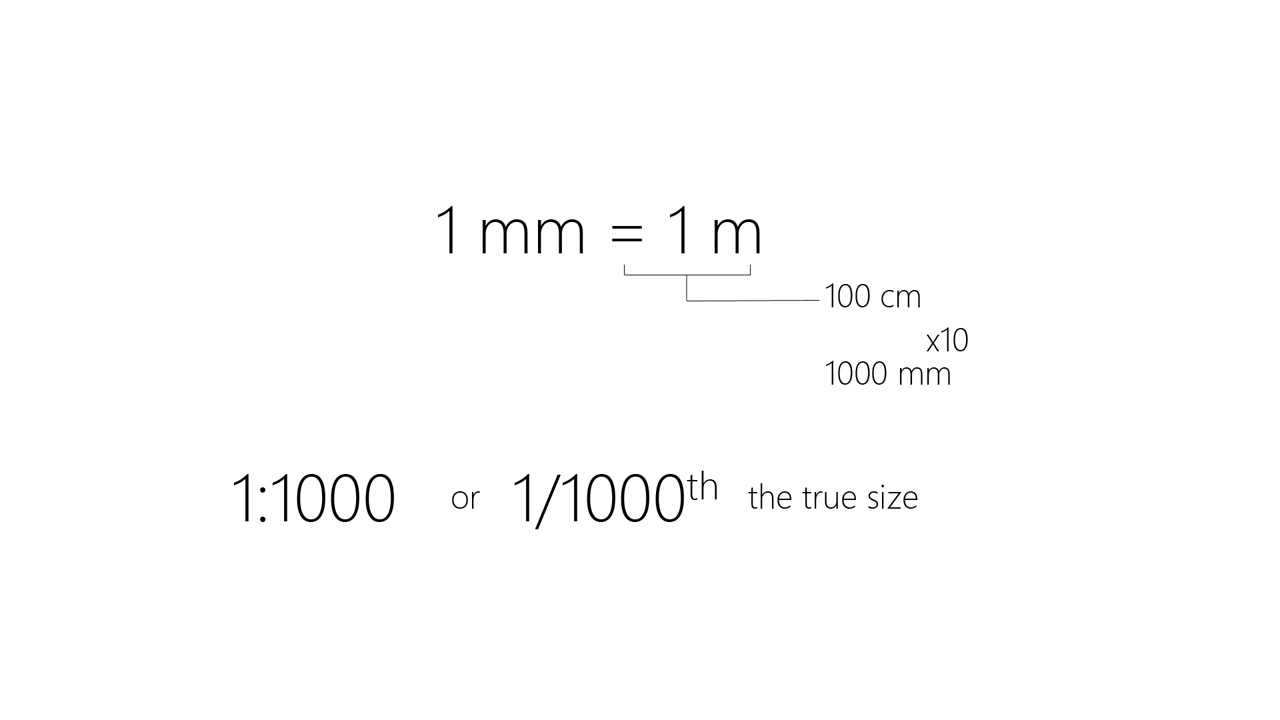 1 mm = 1 m
100 cm
x10
1000 mm
1:1000 or 1/1000th the true size